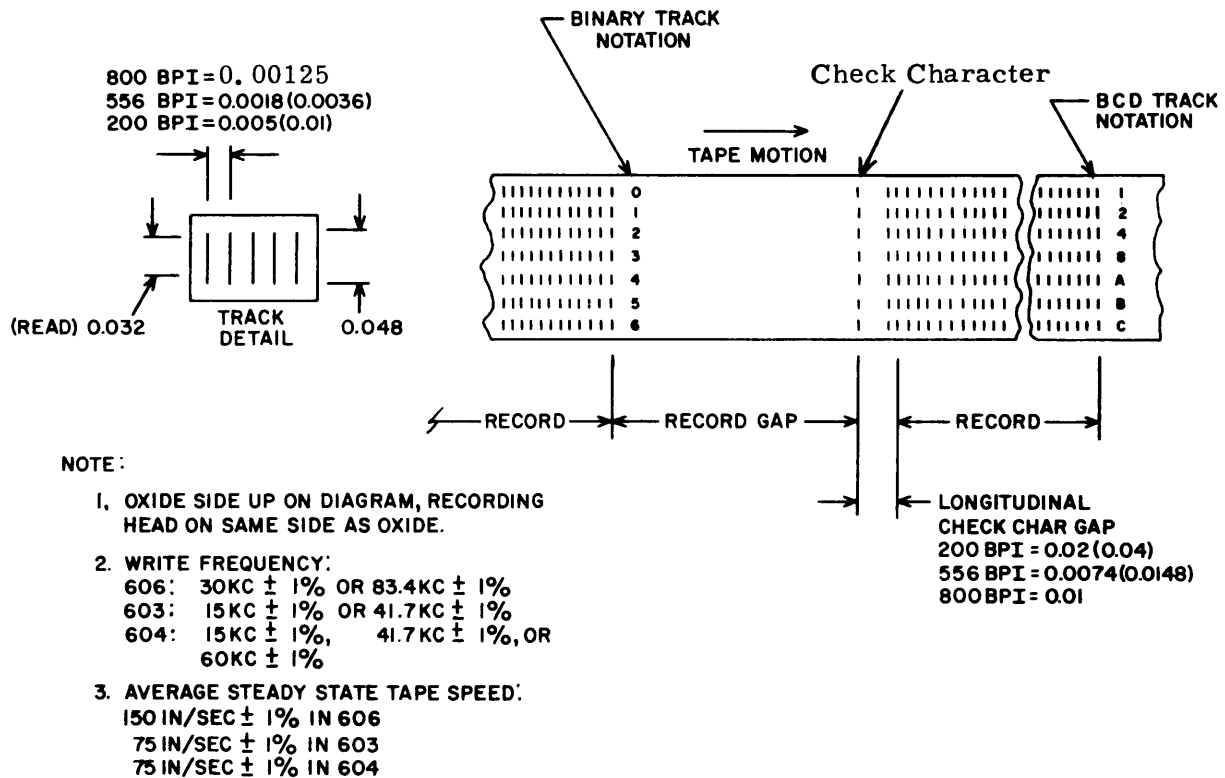 BINARY TRACK
NOTATION
800 BPI = 0.00125
556 BPI = 0.0018(0.0036)
200 BPI = 0.005(0.01)
Check Character
BCD TRACK
NOTATION
TAPE MOTION
0 1
1 2
2 4
3 8
4 A
5 B
6 C
(READ) 0.032
TRACK
DETAIL
0.048
RECORD
RECORD GAP
RECORD
NOTE:
1. OXIDE SIDE UP ON DIAGRAM, RECORDING
HEAD ON SAME SIDE AS OXIDE.
2. WRITE FREQUENCY:
606: 30KC ± 1% OR 83.4KC ± 1%
603: 15KC ± 1% OR 41.7KC ± 1%
604: 15KC ± 1%, 41.7KC ± 1%, OR
60KC ± 1%
3. AVERAGE STEADY STATE TAPE SPEED:
150 IN/SEC ± 1% IN 606
75 IN/SEC ± 1% IN 603
75 IN/SEC ± 1% IN 604
LONGITUDINAL
CHECK CHAR GAP
200 BPI = 0.02(0.04)
556 BPI = 0.0074(0.0148)
800 BPI = 0.01